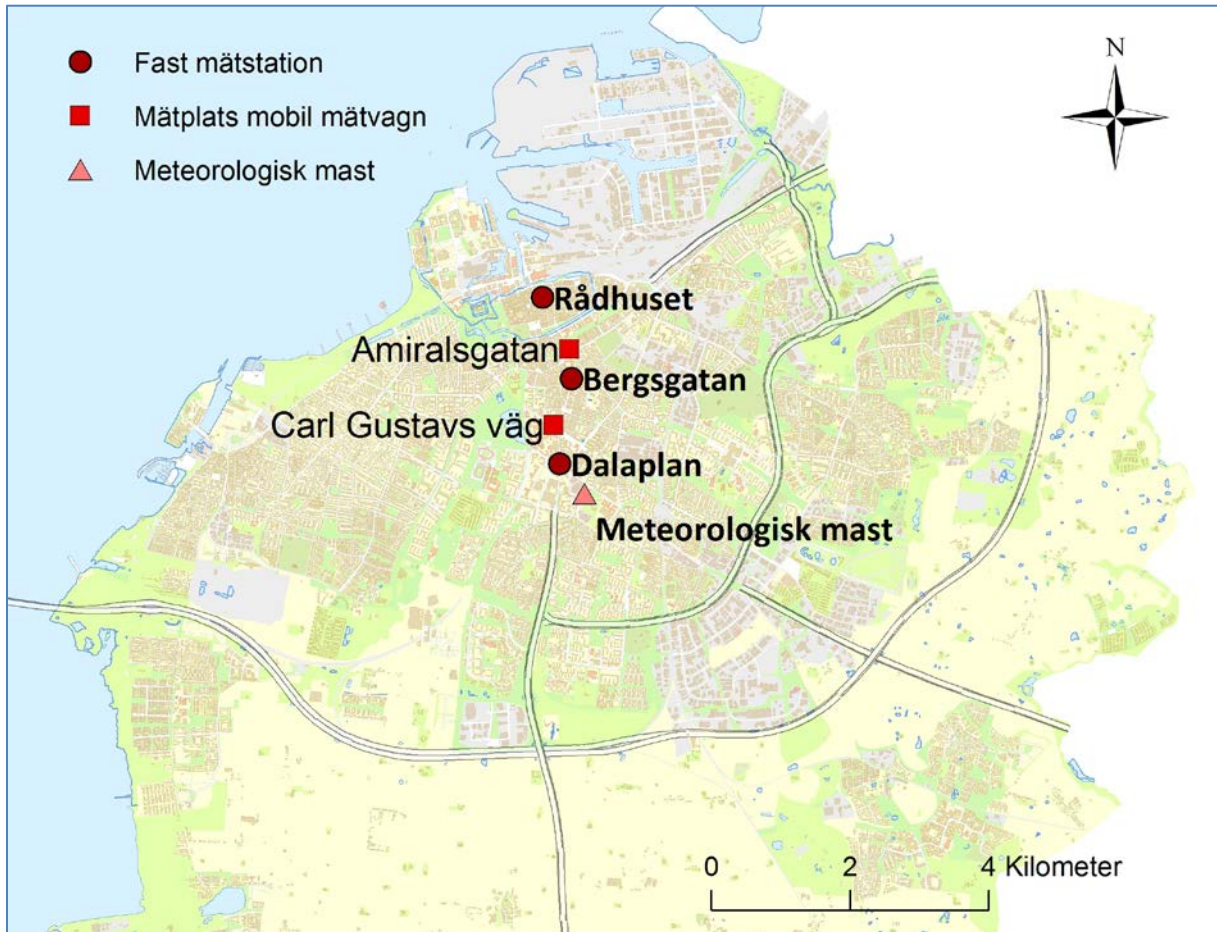 Fast mätstation
Mätplats mobil mätvagn
Meteorologisk mast
N
Rådhuset
Amiralsgatan
Bergsgatan
Carl Gustavs väg
Dalaplan
Meteorologisk mast
0 2 4 Kilometer